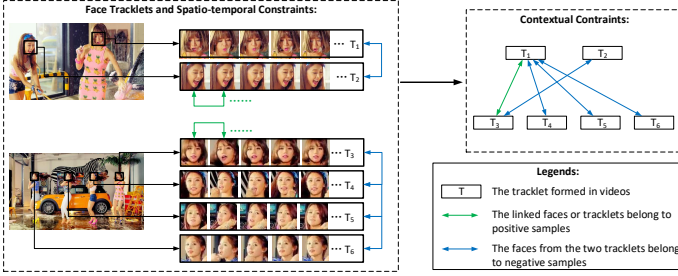 Face Tracklets and Spatio-temporal Constraints:
··· T1
··· T2
······
······
··· T3
··· T4
··· T5
··· T6
Contextual Contraints:
T1 T2
T3 T4 T5 T6
Legends:
T The tracklet formed in videos
The linked faces or tracklets belong to
positive samples
The faces from the two tracklets belong
to negative samples